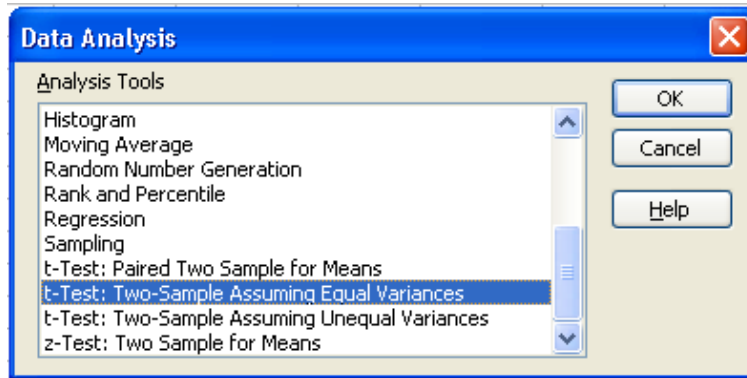 Data Analysis
Analysis Tools
Histogram
Moving Average
Random Number Generation
Rank and Percentile
Regression
Sampling
t-Test: Paired Two Sample for Means
t-Test: Two-Sample Assuming Equal Variances
t-Test: Two-Sample Assuming Unequal Variances
z-Test: Two Sample for Means
OK
Cancel
Help